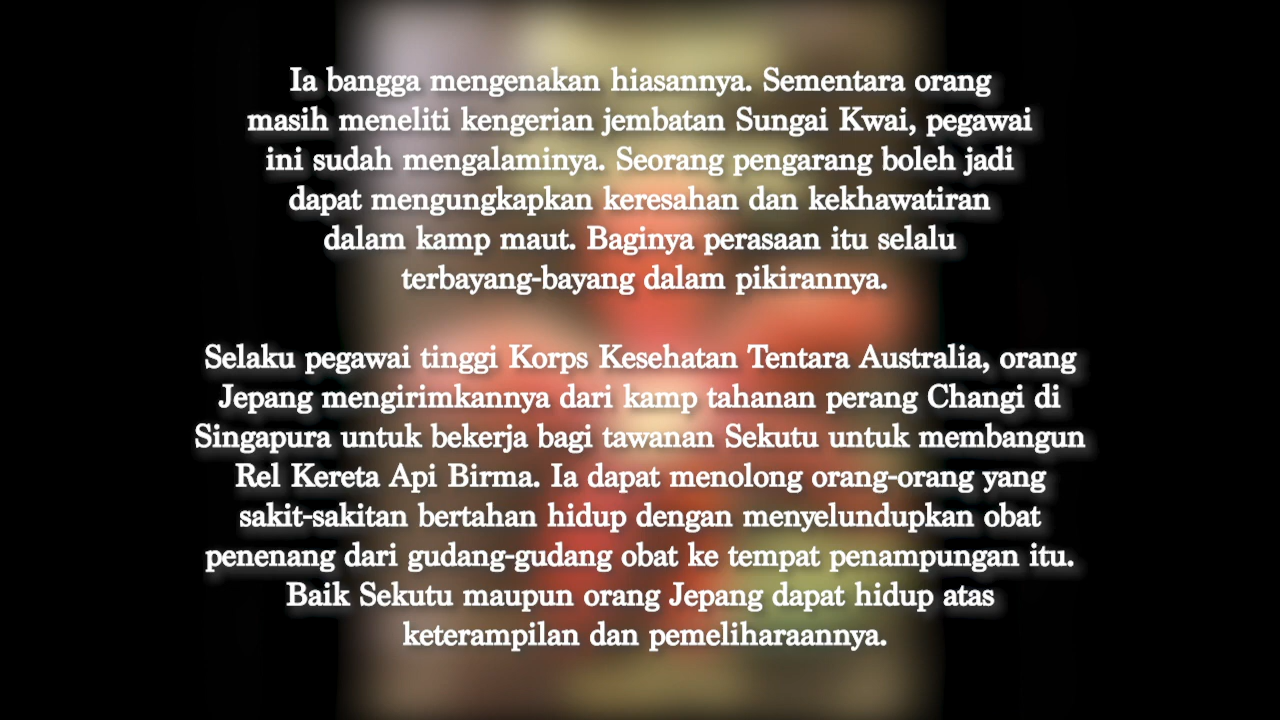 Ia bangga mengenakan hiasannya. Sementara orang
masih meneliti kengerian jembatan Sungai Kwai, pegawai
ini sudah mengalaminya. Seorang pengarang boleh jadi
dapat mengungkapkan keresahan dan kekhawatiran
dalam kamp maut. Baginya perasaan itu selalu
terbayang-bayang dalam pikirannya.
Selaku pegawai tinggi Korps Kesehatan Tentara Australia, orang
Jepang mengirimkannya dari kamp tahanan perang Changi di
Singapura untuk bekerja bagi tawanan Sekutu untuk membangun
Rel Kereta Api Birma. Ia dapat menolong orang-orang yang
sakit-sakitan bertahan hidup dengan menyelundupkan obat
penenang dari gudang-gudang obat ke tempat penampungan itu.
Baik Sekutu maupun orang Jepang dapat hidup atas
keterampilan dan pemeliharaannya.